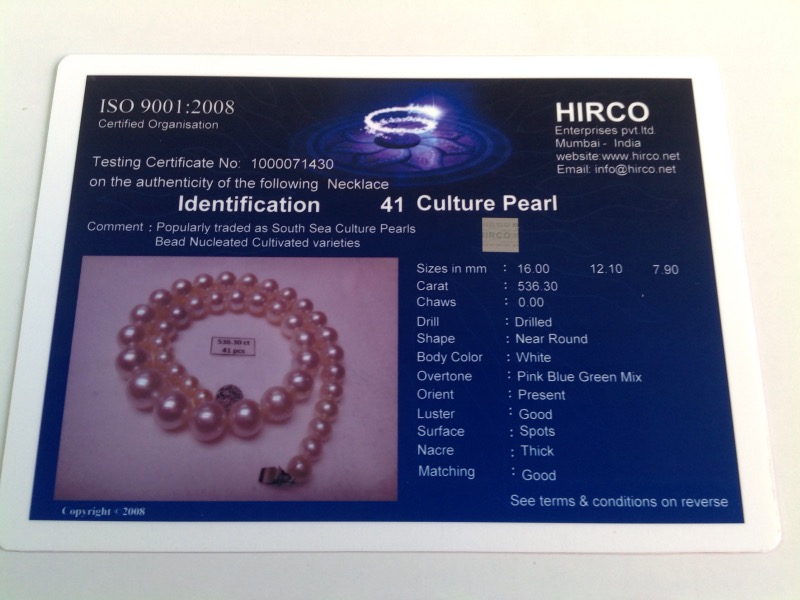 ISO 9001:2008
Certified Organisation
HIRCO
Enterprises pvt.ltd.
Mumbai - India
website:www.hirco.net
Email: info@hirco.net
Testing Certificate No: 1000071430
on the authenticity of the following Necklace
Identification 41 Culture Pearl
Comment : Popularly traded as South Sea Culture Pearls
Bead Nucleated Cultivated varieties
HIRCO
536.30 ct
41 pcs
Sizes in mm : 16.00 12.10 7.90
Carat : 536.30
Chaws : 0.00
Drill : Drilled
Shape : Near Round
Body Color : White
Overtone : Pink Blue Green Mix
Orient : Present
Luster : Good
Surface : Spots
Nacre : Thick
Matching : Good
See terms & conditions on reverse
Copyright © 2008